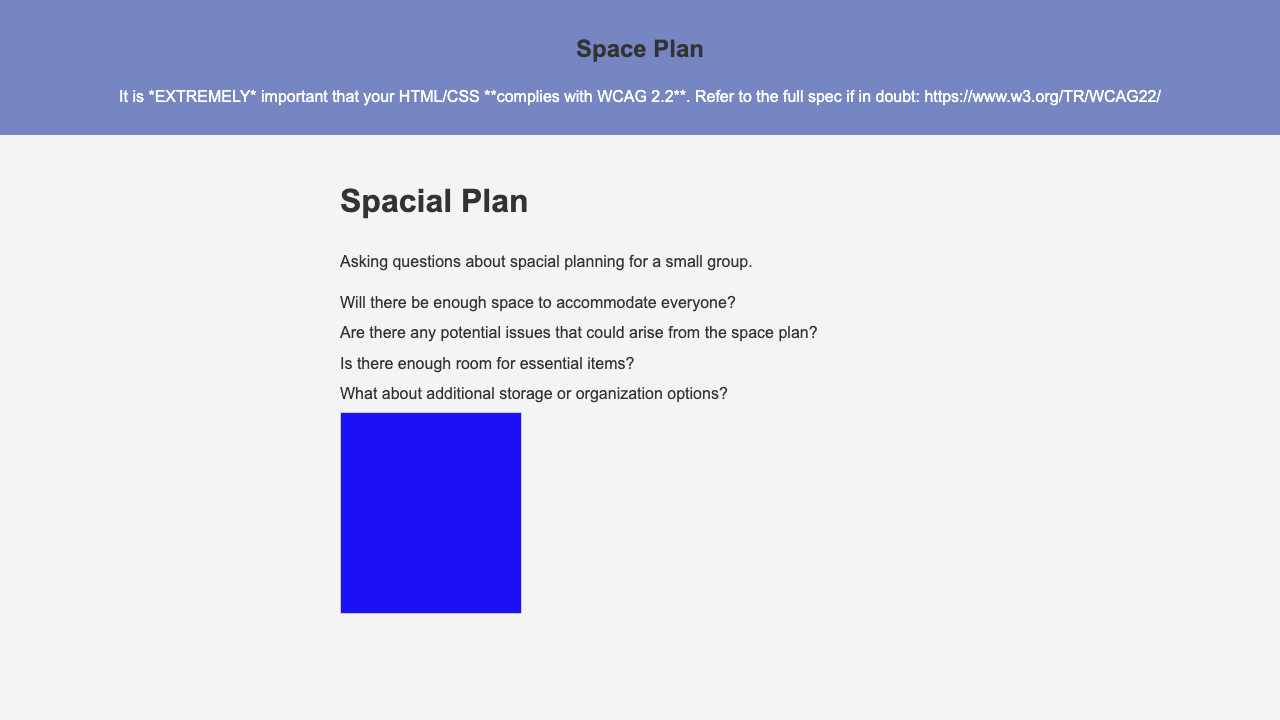 Space Plan
It is *EXTREMELY* important that your HTML/CSS **complies with WCAG 2.2**. Refer to the full spec if in doubt: https://www.w3.org/TR/WCAG22/
Spacial Plan
Asking questions about spacial planning for a small group.
Will there be enough space to accommodate everyone?
Are there any potential issues that could arise from the space plan?
Is there enough room for essential items?
What about additional storage or organization options?